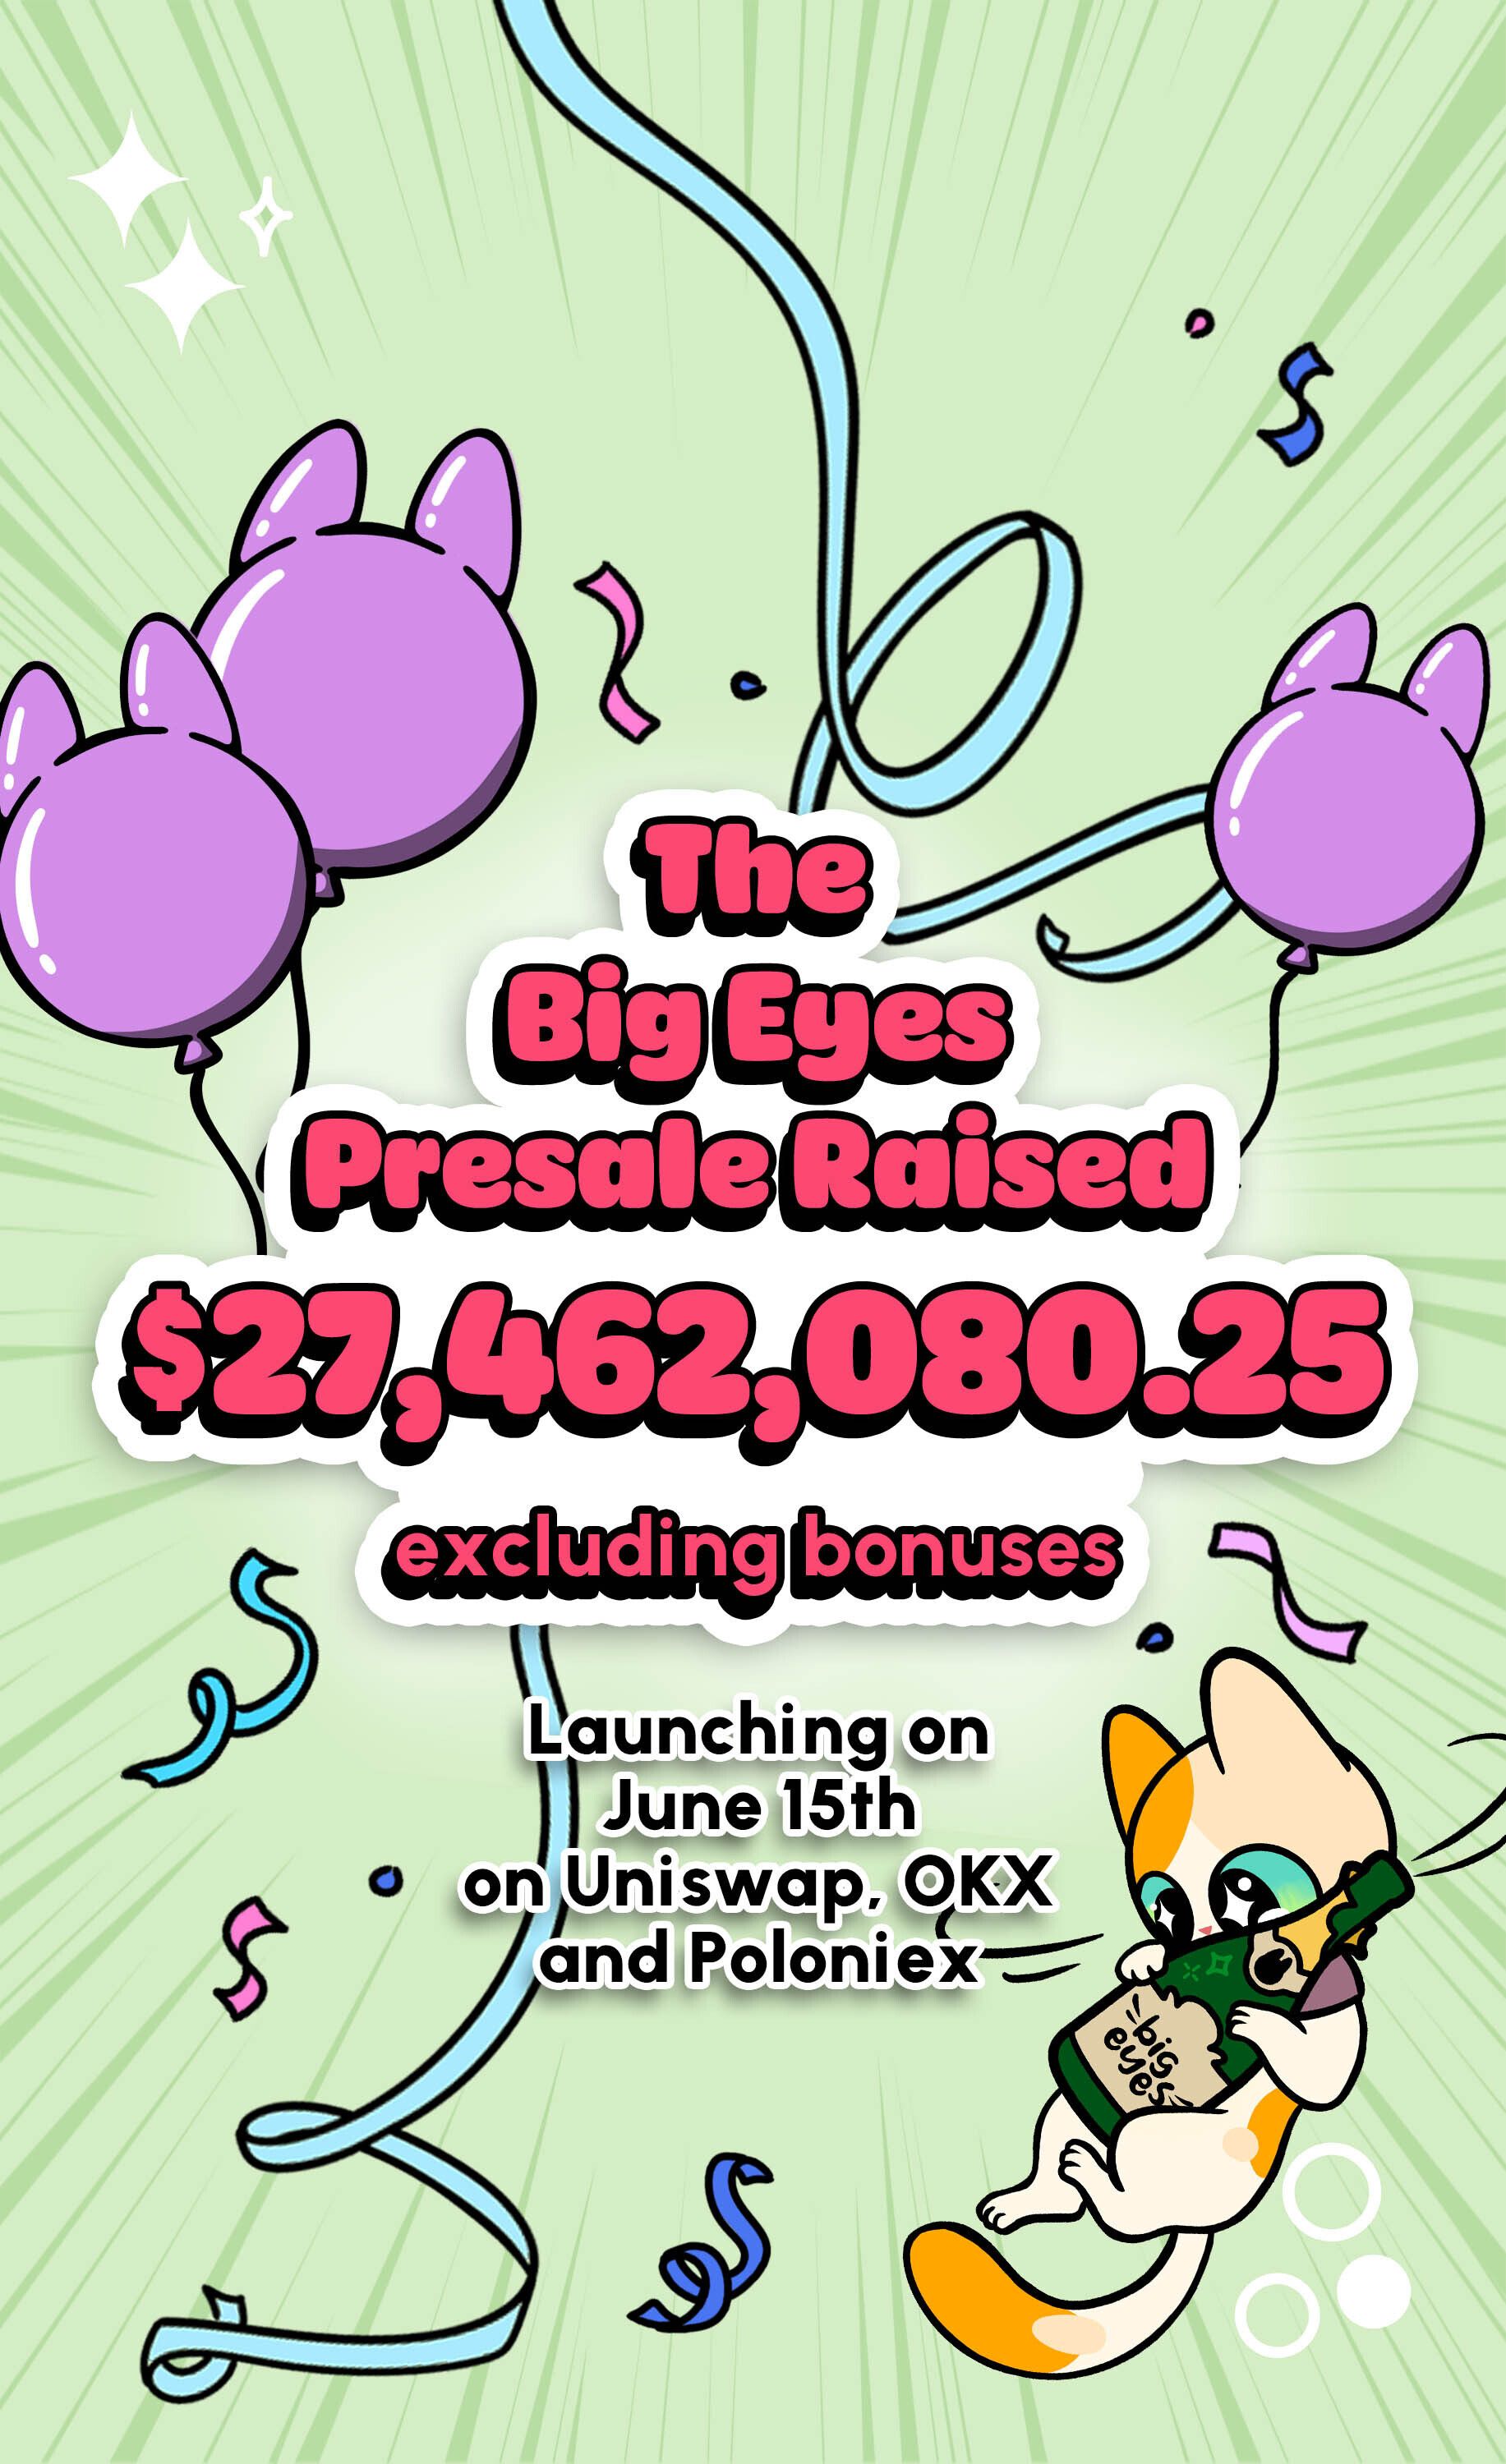 The
Big Eyes
Presale Raised
$27,462,080.25
excluding bonuses
Launching on
June 15th
on Uniswap, OKX
and Poloniex
big
eyes